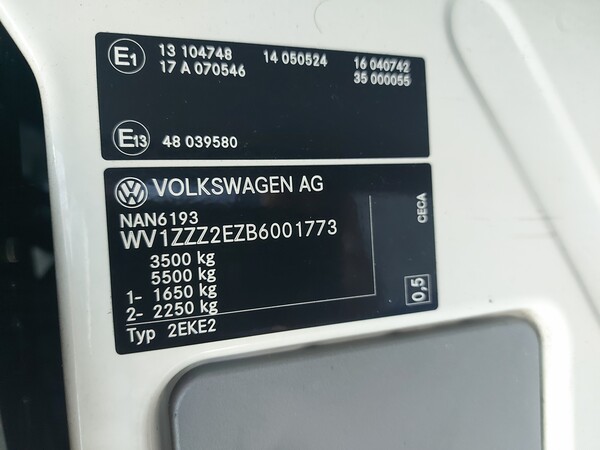 E1 13 104748 14 050524 16 040742
17 A 070546 35 000055
E13 48 039580
VOLKSWAGEN AG
NAN6193
WV1ZZZ2EZB6001773
3500 kg
5500 kg
1- 1650 kg
2- 2250 kg
Typ 2EKE2
CECA
0,5